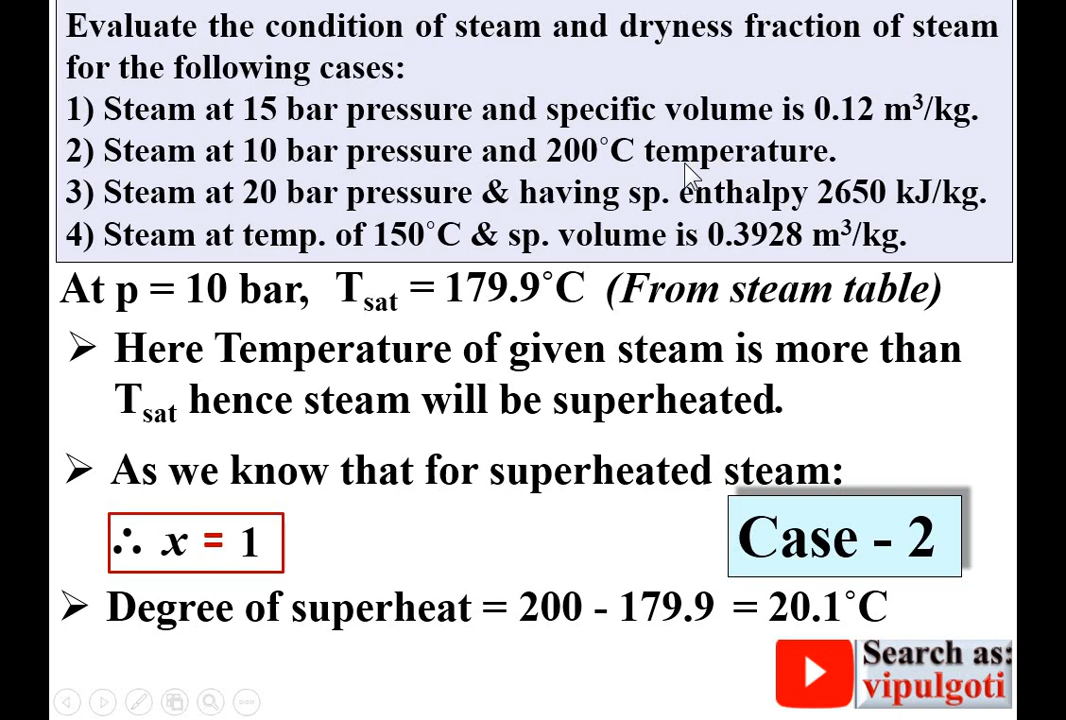 Evaluate the condition of steam and dryness fraction of steam
for the following cases:
1) Steam at 15 bar pressure and specific volume is 0.12 m³/kg.
2) Steam at 10 bar pressure and 200°C temperature.
3) Steam at 20 bar pressure & having sp. enthalpy 2650 kJ/kg.
4) Steam at temp. of 150°C & sp. volume is 0.3928 m³/kg.
At p = 10 bar, Tsat = 179.9°C (From steam table)
➢ Here Temperature of given steam is more than
Tsat hence steam will be superheated.
➢ As we know that for superheated steam:
∴ x = 1
Case - 2
➢ Degree of superheat = 200 - 179.9 = 20.1°C
Search as:
vipulgoti